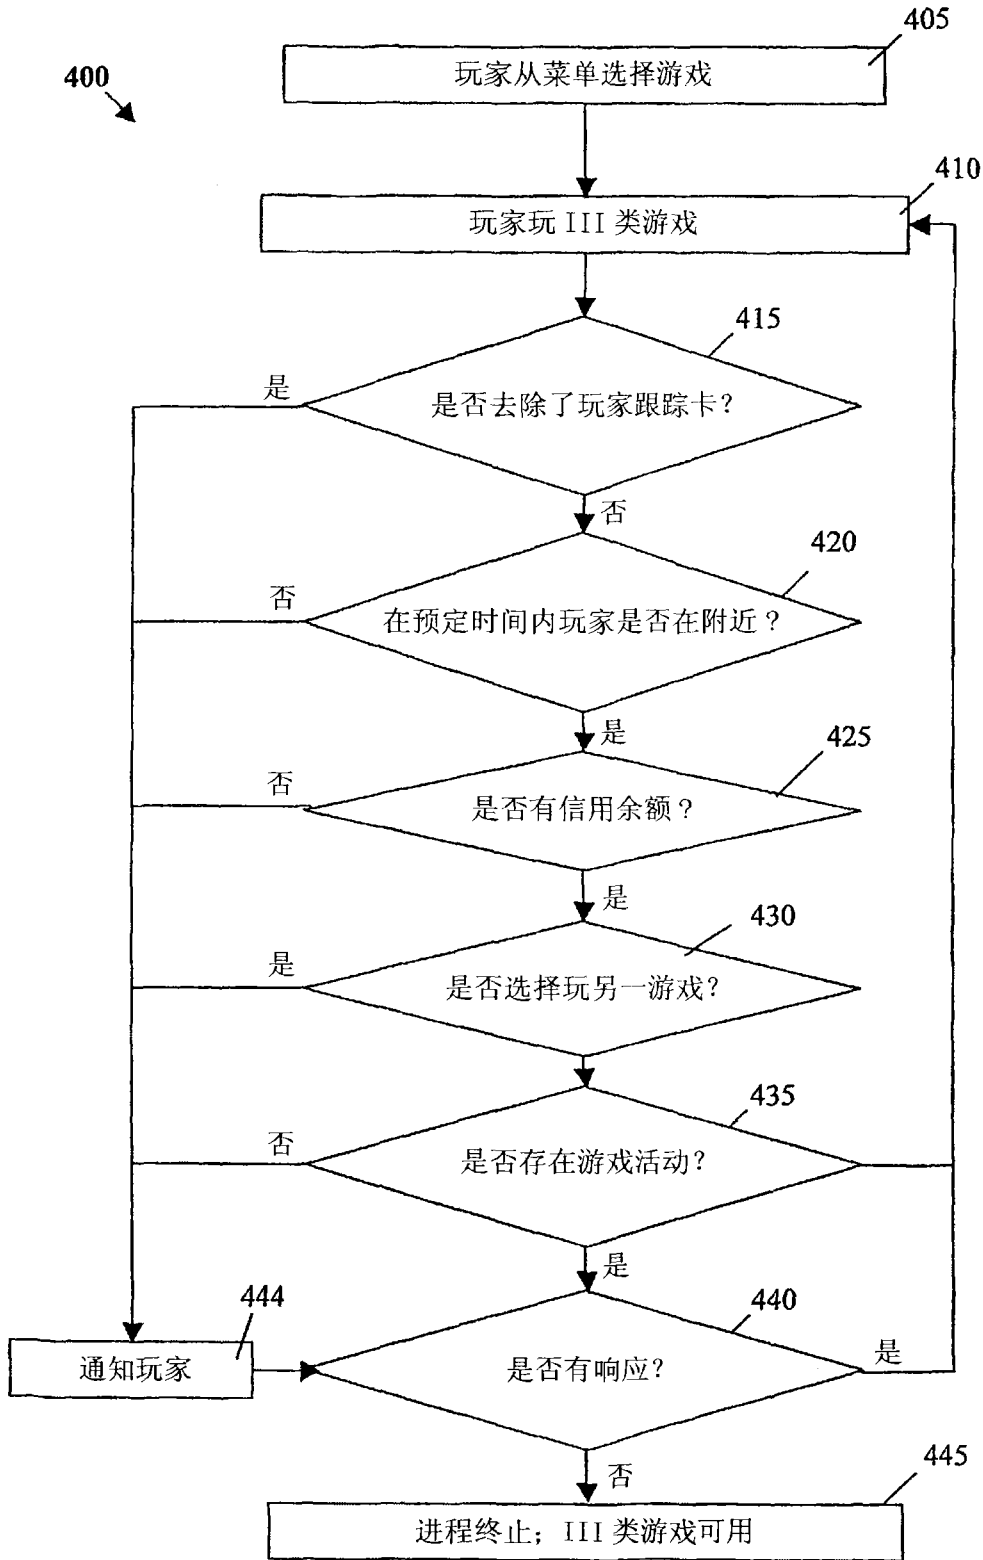 405
玩家从菜单选择游戏
400
410
玩家玩 III 类游戏
415
是
是否去除了玩家跟踪卡?
否
420
否
在预定时间内玩家是否在附近?
是
425
否
是否有信用余额?
是
430
是
是否选择玩另一游戏?
435
否
是否存在游戏活动?
是
444
440
通知玩家
是否有响应?
是
否
445
进程终止; III 类游戏可用